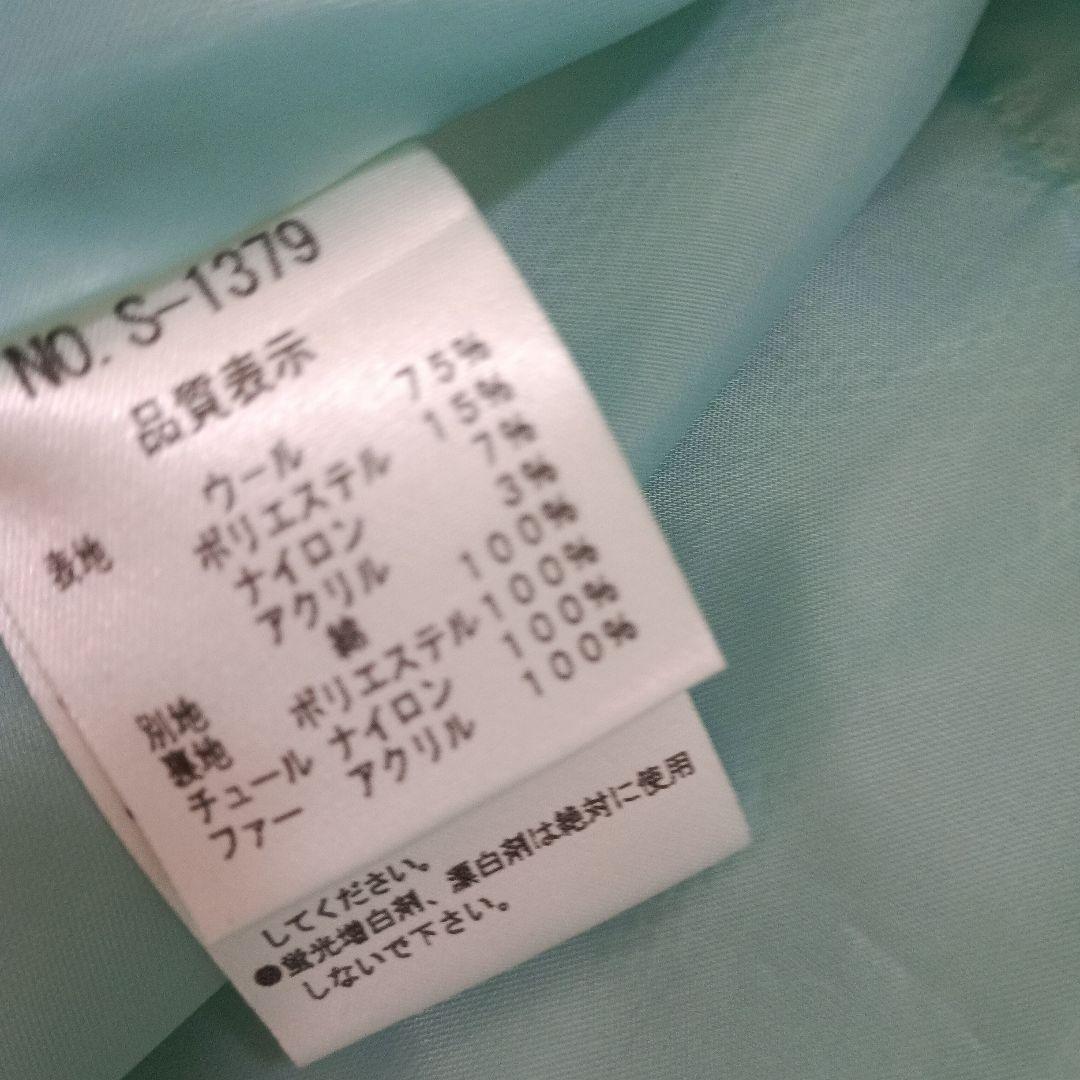 NO. S-1379
品質表示
表地 ウール 75%
ポリエステル 15%
ナイロン 7%
アクリル 3%
別地 綿 100%
裏地 ポリエステル 100%
チュール ナイロン 100%
ファー アクリル 100%
してください。
●蛍光増白剤、漂白剤は絶対に使用
しないで下さい。